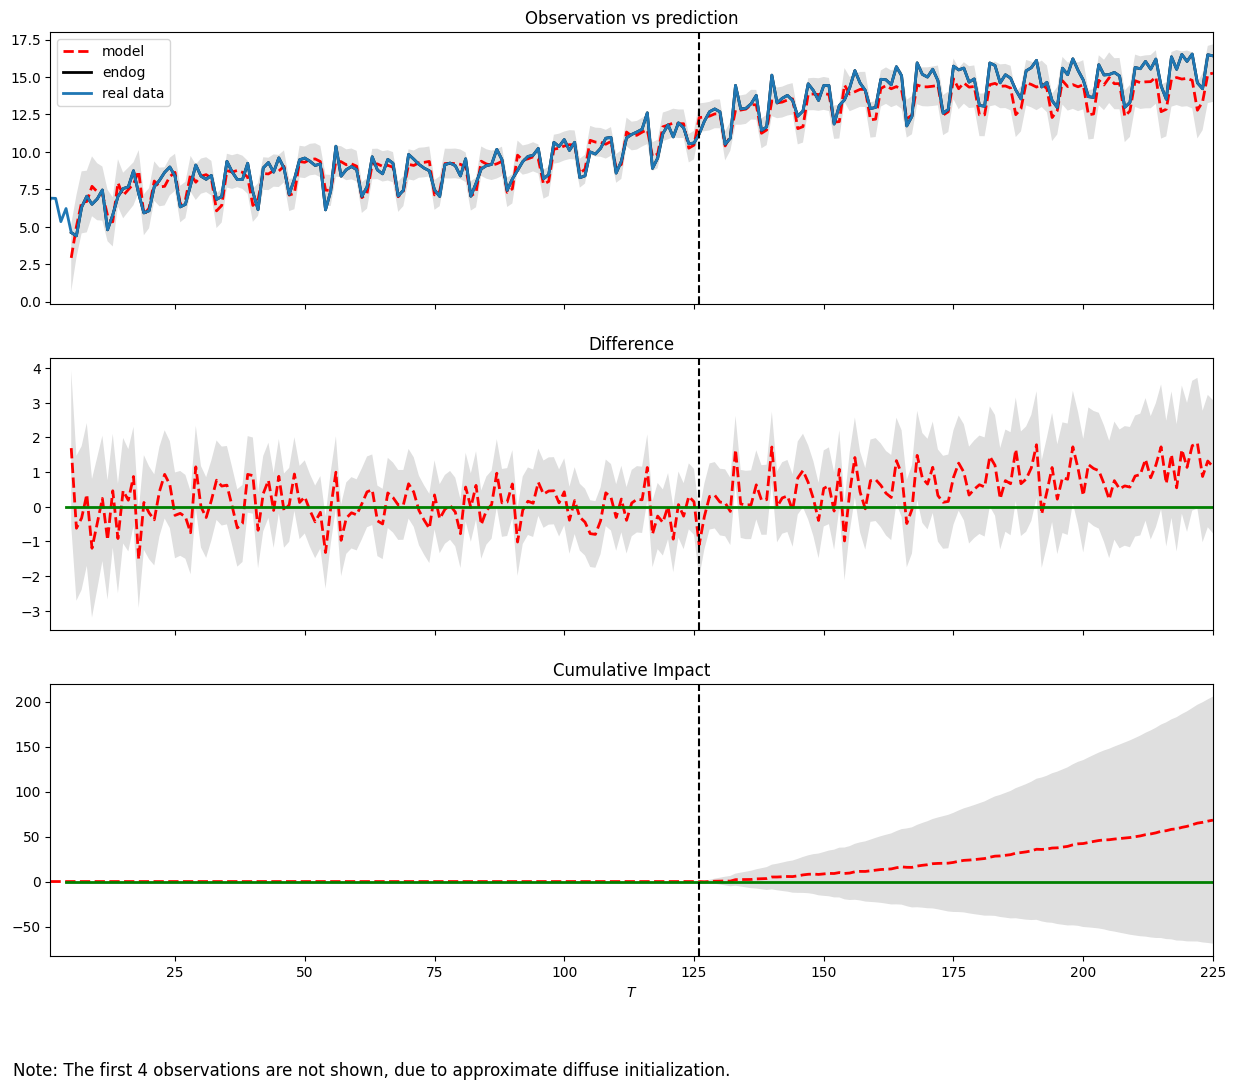 Observation vs prediction
17.5
15.0
12.5
10.0
7.5
5.0
2.5
0.0
model
endog
real data
Difference
4
3
2
1
0
−1
−2
−3
Cumulative Impact
200
150
100
50
0
−50
25 50 75 100 125 150 175 200 225
T
Note: The first 4 observations are not shown, due to approximate diffuse initialization.